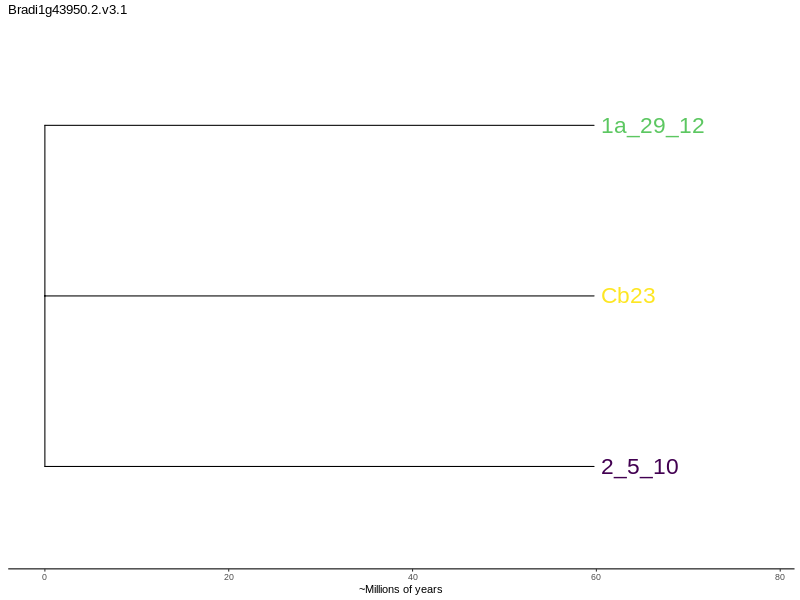 Bradi1g43950.2.v3.1
1a_29_12
Cb23
2_5_10
0 20 40 60 80
~Millions of years